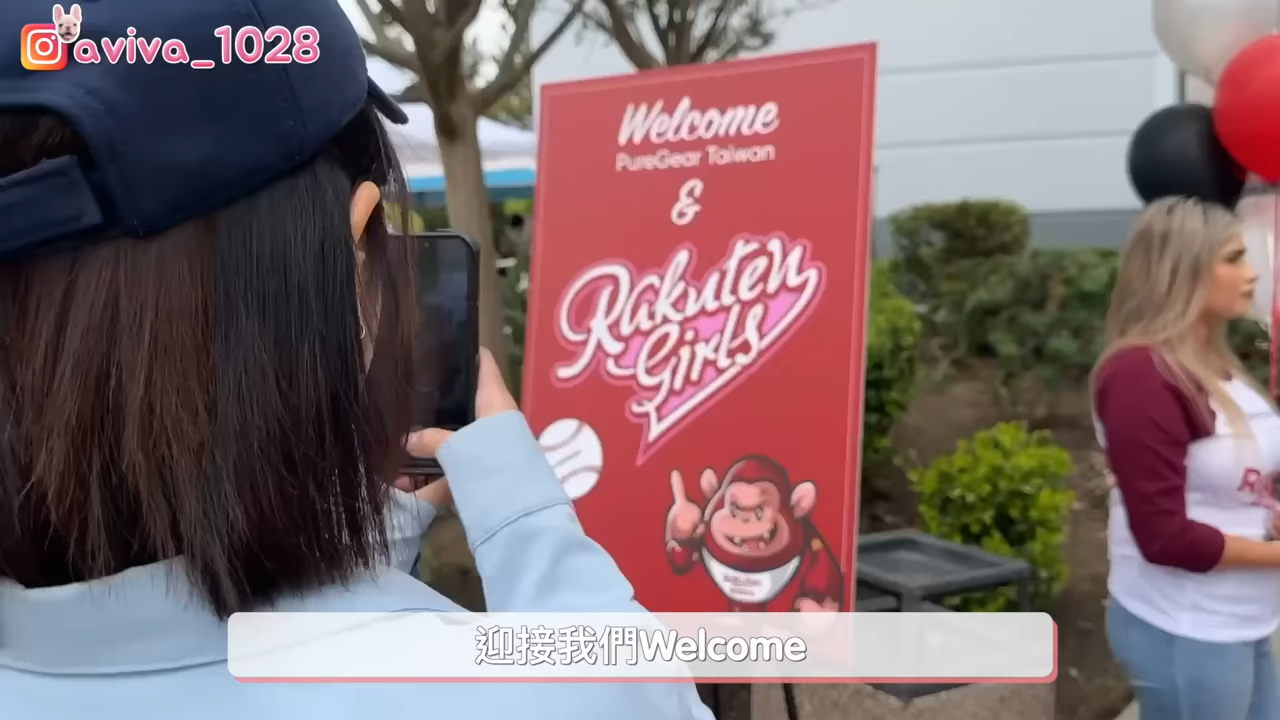 aviva_1028
Welcome
PureGear Taiwan
&
Rakuten
Girls
迎接我們Welcome